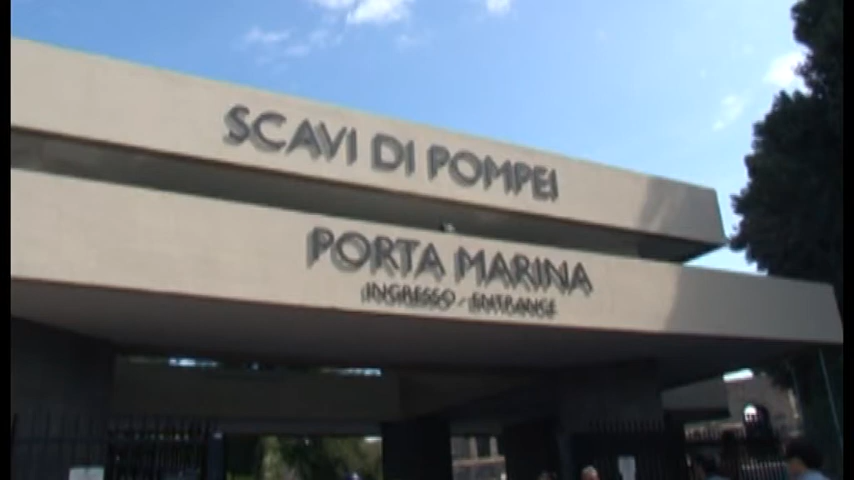 SCAVI DI POMPEI
PORTA MARINA
INGRESSO - ENTRANCE